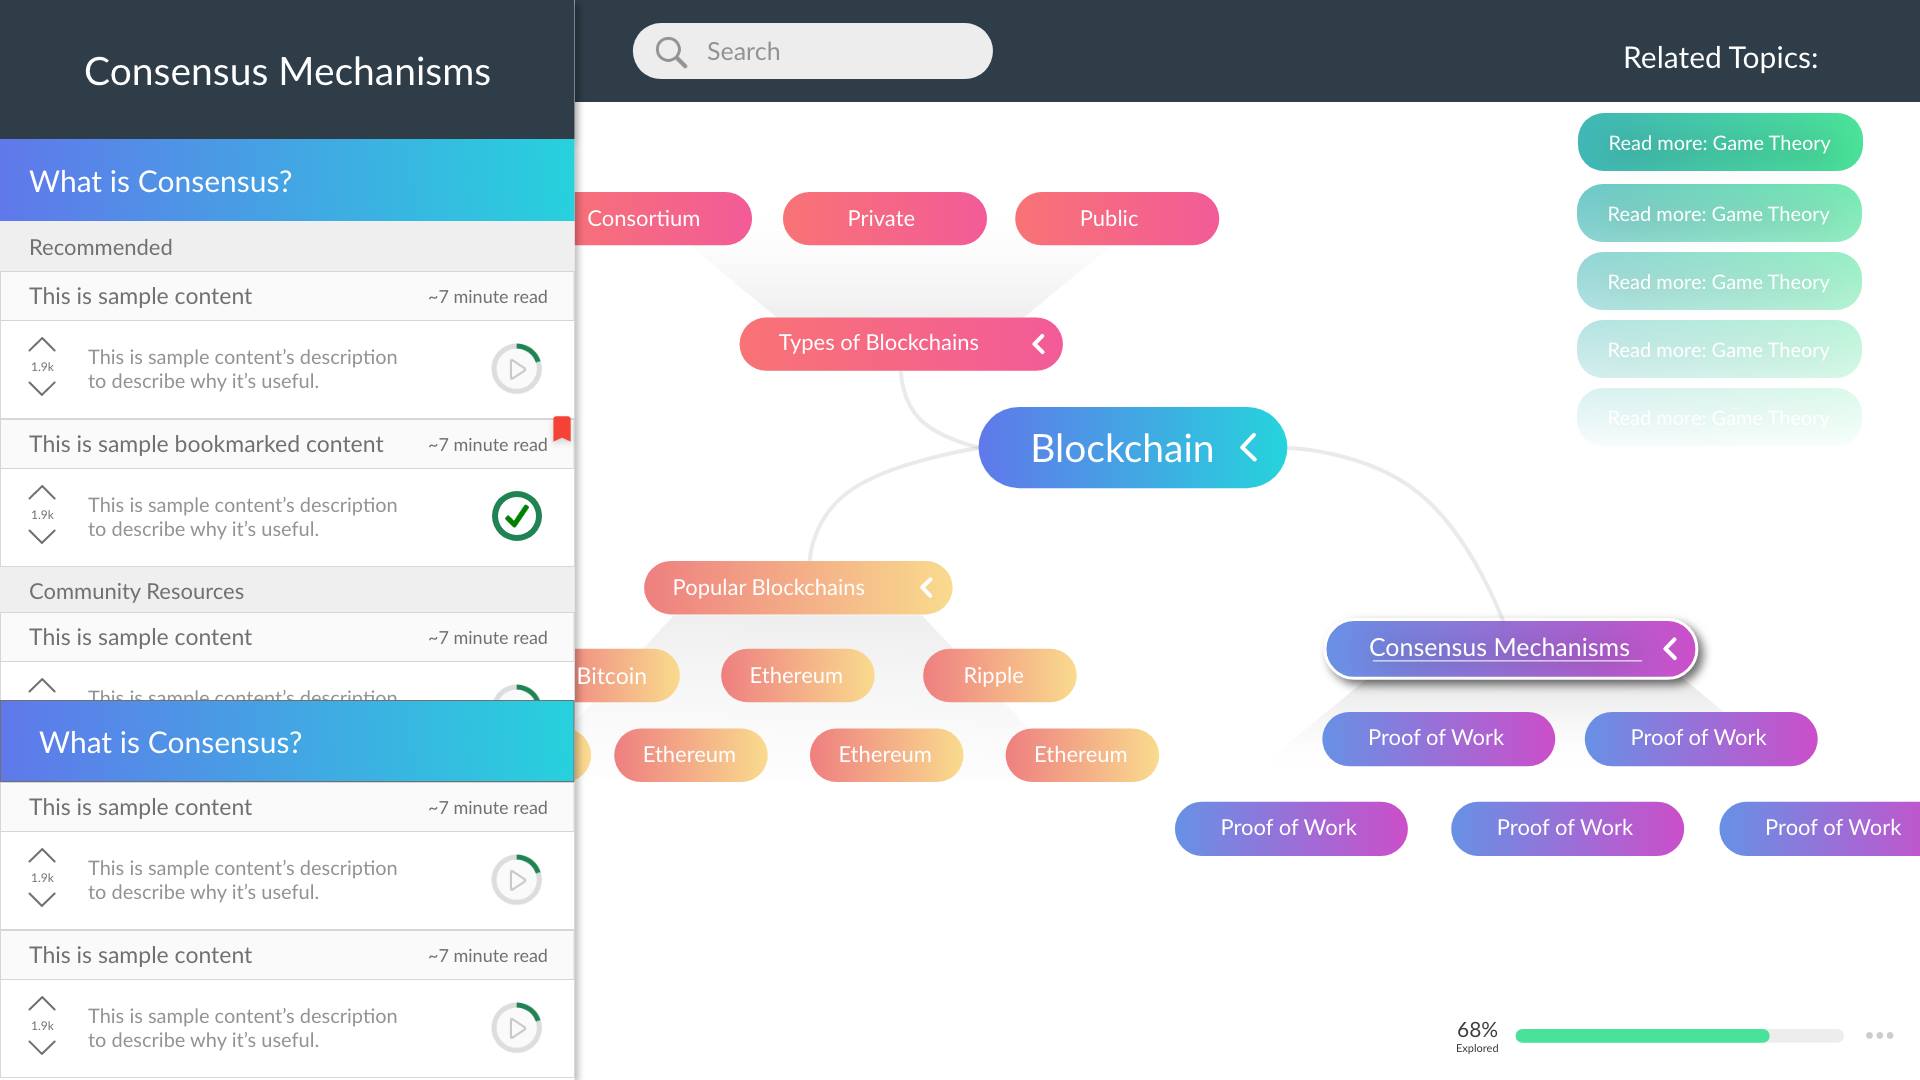 Consensus Mechanisms
What is Consensus?
Recommended
This is sample content ~7 minute read
This is sample content’s description
1.9k
to describe why it’s useful.
This is sample bookmarked content ~7 minute read
This is sample content’s description
1.9k
to describe why it’s useful.
Community Resources
This is sample content ~7 minute read
This is sample content’s description
What is Consensus?
This is sample content ~7 minute read
This is sample content’s description
1.9k
to describe why it’s useful.
This is sample content ~7 minute read
This is sample content’s description
1.9k
to describe why it’s useful.
Search
Related Topics:
Read more: Game Theory
Read more: Game Theory
Read more: Game Theory
Read more: Game Theory
Read more: Game Theory
Consortium
Private
Public
Types of Blockchains
Blockchain
Popular Blockchains
Bitcoin
Ethereum
Ripple
Ethereum
Ethereum
Ethereum
Consensus Mechanisms
Proof of Work
Proof of Work
Proof of Work
Proof of Work
Proof of Work
68%
Explored